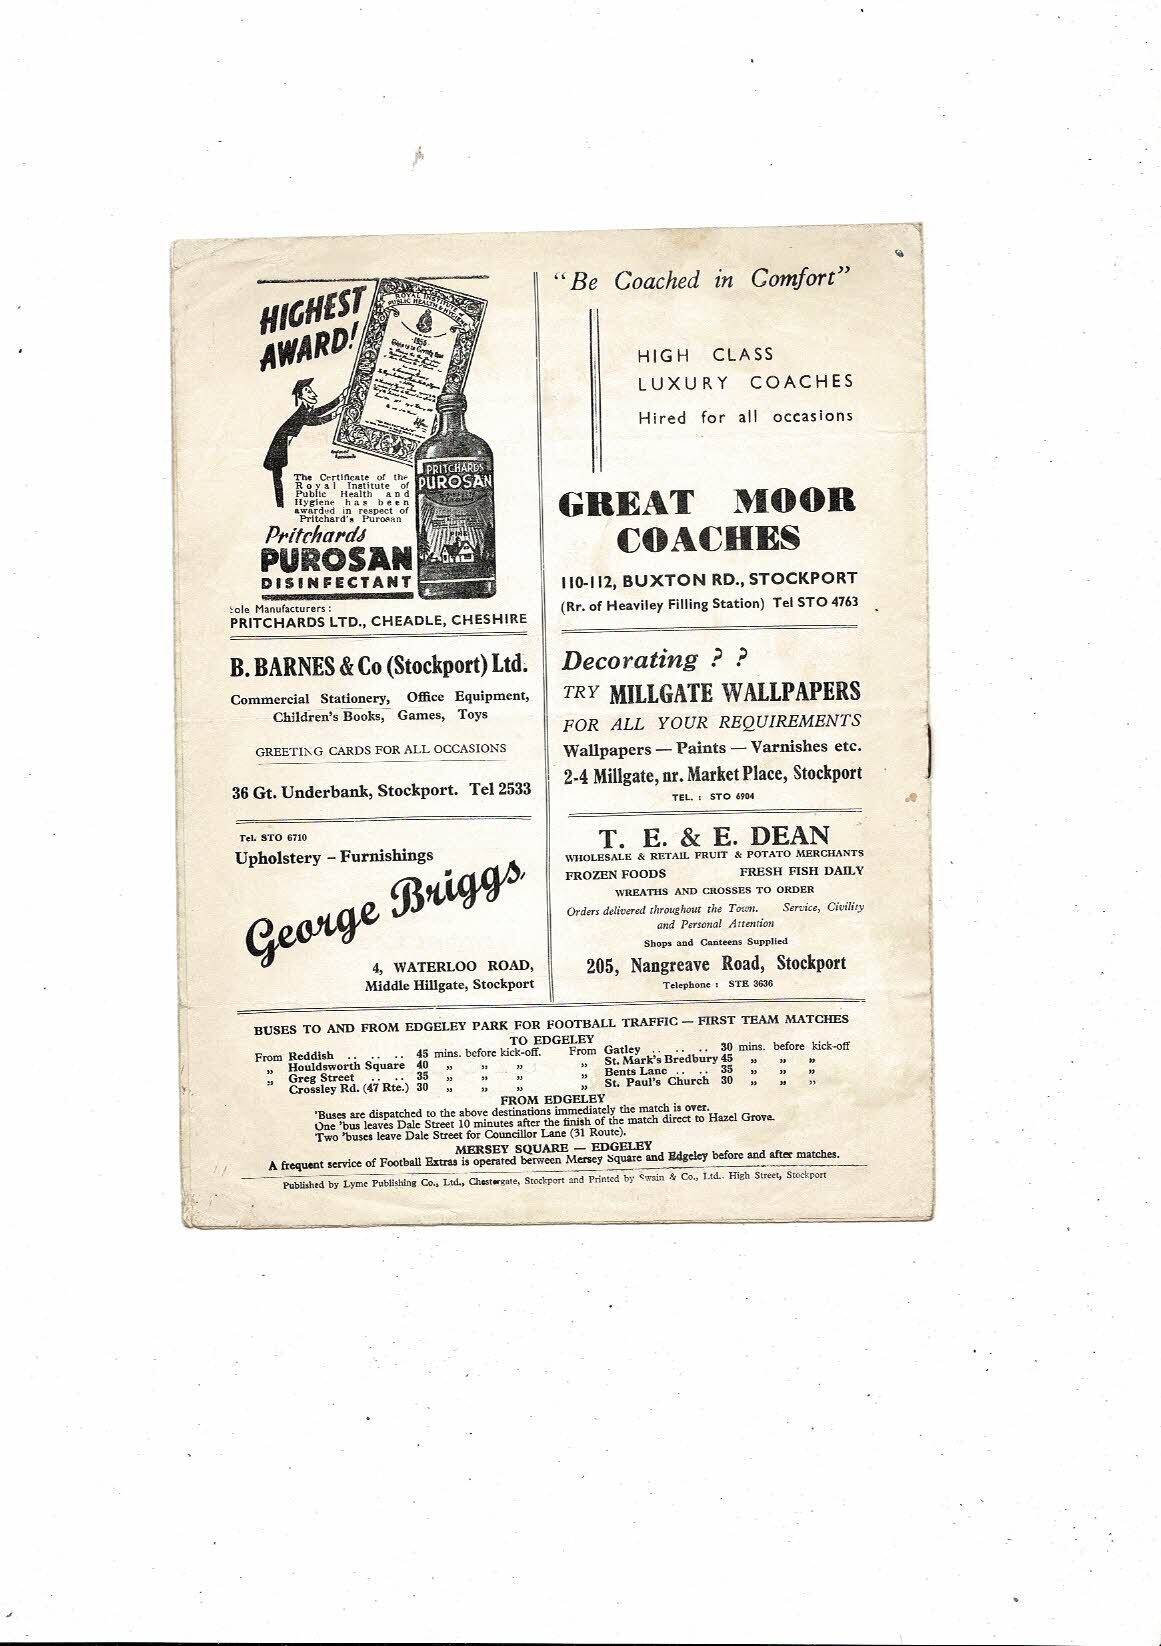 HIGHEST
AWARD!
ROYAL INSTITUTE OF
PUBLIC HEALTH & HYGIENE
PRITCHARDS
PUROSAN
The Certificate of the
Royal Institute of
Public Health and
Hygiene has been
awarded in respect of
Pritchard's Purosan
Pritchards
PUROSAN
DISINFECTANT
ole Manufacturers :
PRITCHARDS LTD., CHEADLE, CHESHIRE
B. BARNES & Co (Stockport) Ltd.
Commercial Stationery, Office Equipment,
Children's Books, Games, Toys
GREETING CARDS FOR ALL OCCASIONS
36 Gt. Underbank, Stockport. Tel 2533
Tel. STO 6710
Upholstery – Furnishings
George Briggs,
4, WATERLOO ROAD,
Middle Hillgate, Stockport
"Be Coached in Comfort"
HIGH CLASS
LUXURY COACHES
Hired for all occasions
GREAT MOOR
COACHES
110-112, BUXTON RD., STOCKPORT
(Rr. of Heaviley Filling Station) Tel STO 4763
Decorating ? ?
TRY MILLGATE WALLPAPERS
FOR ALL YOUR REQUIREMENTS
Wallpapers — Paints — Varnishes etc.
2-4 Millgate, nr. Market Place, Stockport
TEL. : STO 6904
T. E. & E. DEAN
WHOLESALE & RETAIL FRUIT & POTATO MERCHANTS
FROZEN FOODS FRESH FISH DAILY
WREATHS AND CROSSES TO ORDER
Orders delivered throughout the Town. Service, Civility
and Personal Attention
Shops and Canteens Supplied
205, Nangreave Road, Stockport
Telephone : STE 3636
BUSES TO AND FROM EDGELEY PARK FOR FOOTBALL TRAFFIC — FIRST TEAM MATCHES
TO EDGELEY
From Reddish .. .. .. 45 mins. before kick-off. From Gatley .. .. .. 30 mins. before kick-off
„ Houldsworth Square 40 „ „ „ „ St. Mark's Bredbury 45 „ „ „
„ Greg Street .. .. 35 „ „ „ „ Bents Lane .. .. 35 „ „ „
„ Crossley Rd. (47 Rte.) 30 „ „ „ „ St. Paul's Church 30 „ „ „
FROM EDGELEY
'Buses are dispatched to the above destinations immediately the match is over.
One 'bus leaves Dale Street 10 minutes after the finish of the match direct to Hazel Grove.
Two 'buses leave Dale Street for Councillor Lane (31 Route).
MERSEY SQUARE — EDGELEY
A frequent service of Football Extras is operated between Mersey Square and Edgeley before and after matches.
Published by Lyme Publishing Co., Ltd., Chestergate, Stockport and Printed by Swain & Co., Ltd.. High Street, Stockport